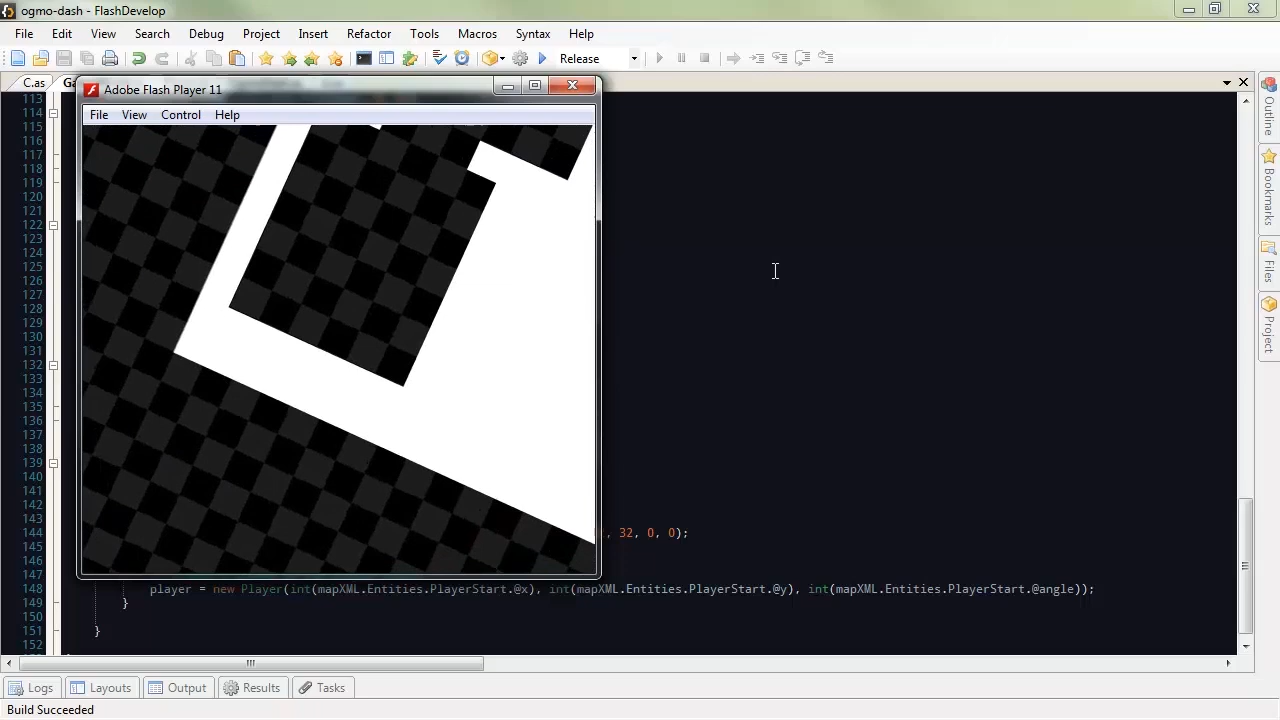 ogmo-dash - FlashDevelop
File Edit View Search Debug Project Insert Refactor Tools Macros Syntax Help
Release
C.as
Adobe Flash Player 11
File View Control Help
113
114
115
116
117
118
119
120
121
122
123
124
125
126
127
128
129
130
131
132
133
134
135
136
137
138
139
140
141
142
143
144 , 32, 0, 0);
145
146
147
148 player = new Player(int(mapXML.Entities.PlayerStart.@x), int(mapXML.Entities.PlayerStart.@y), int(mapXML.Entities.PlayerStart.@angle));
149 }
150
151 }
152
Outline
Bookmarks
Files
Project
Logs Layouts Output Results Tasks
Build Succeeded